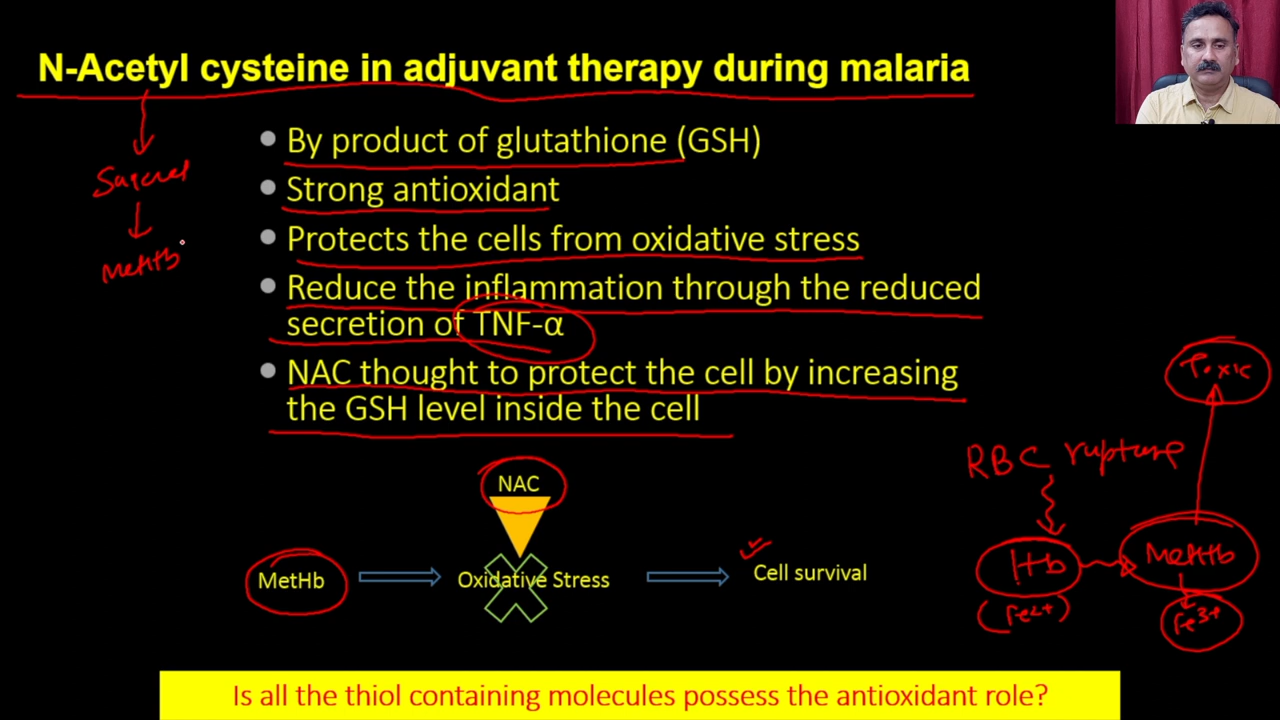 N-Acetyl cysteine in adjuvant therapy during malaria
By product of glutathione (GSH)
Strong antioxidant
Protects the cells from oxidative stress
Reduce the inflammation through the reduced
secretion of TNF-α
NAC thought to protect the cell by increasing
the GSH level inside the cell
MetHb
Toxic
RBC rupture
NAC
Hb
MetHb
MetHb
Oxidative Stress
Cell survival
(Fe2+)
Fe3+
Is all the thiol containing molecules possess the antioxidant role?